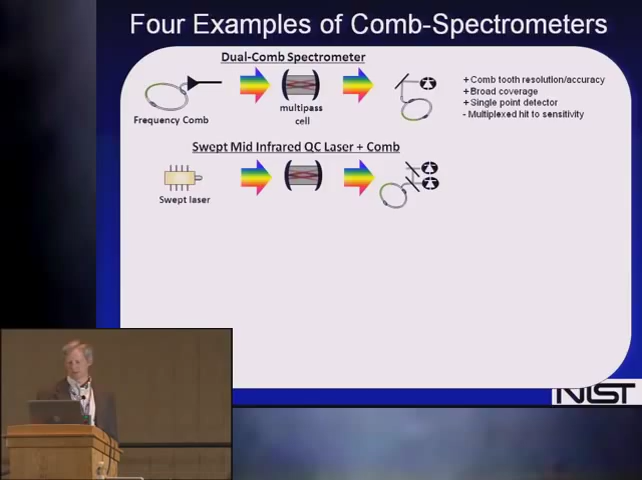 Four Examples of Comb-Spectrometers
Dual-Comb Spectrometer
Frequency Comb
multipass
cell
+ Comb tooth resolution/accuracy
+ Broad coverage
+ Single point detector
- Multiplexed hit to sensitivity
Swept Mid Infrared QC Laser + Comb
Swept laser
NIST